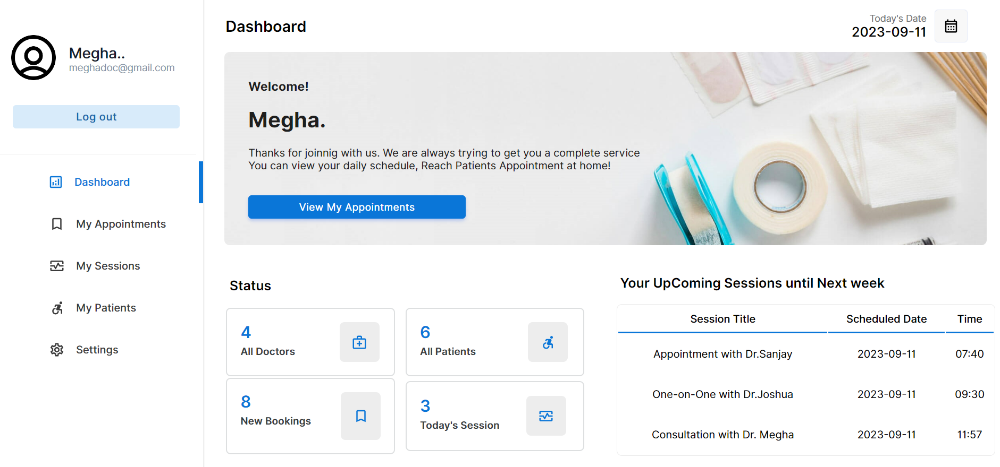 Megha..
meghadoc@gmail.com
Log out
Dashboard
My Appointments
My Sessions
My Patients
Settings
Dashboard
Today's Date
2023-09-11
Welcome!
Megha.
Thanks for joinnig with us. We are always trying to get you a complete service
You can view your daily schedule, Reach Patients Appointment at home!
View My Appointments
Status
4
All Doctors
6
All Patients
8
New Bookings
3
Today's Session
Your UpComing Sessions until Next week
Session Title Scheduled Date Time
Appointment with Dr.Sanjay 2023-09-11 07:40
One-on-One with Dr.Joshua 2023-09-11 09:30
Consultation with Dr. Megha 2023-09-11 11:57